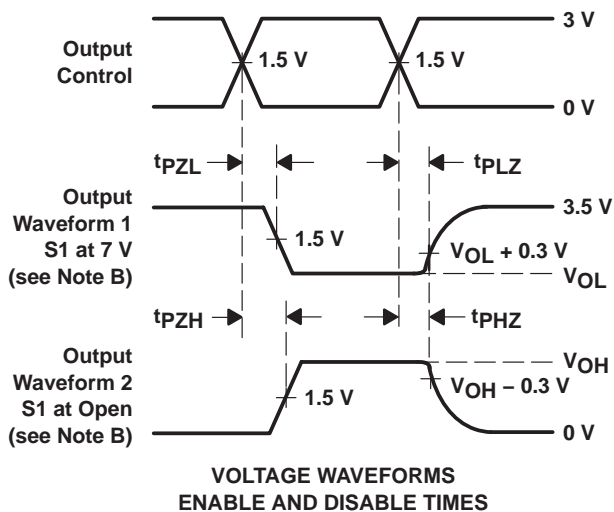 3 V
Output
Control
1.5 V
1.5 V
0 V
tPZL
tPLZ
Output
Waveform 1
S1 at 7 V
(see Note B)
3.5 V
1.5 V
VOL + 0.3 V
VOL
tPZH
tPHZ
Output
Waveform 2
S1 at Open
(see Note B)
VOH
VOH – 0.3 V
1.5 V
0 V
VOLTAGE WAVEFORMS
ENABLE AND DISABLE TIMES